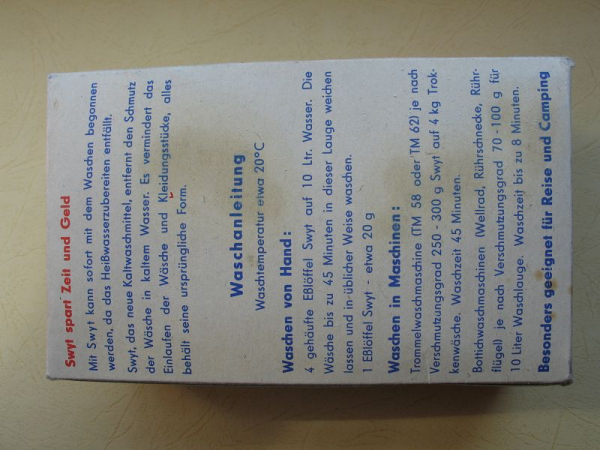 Swyt spart Zeit und Geld
Mit Swyt kann sofort mit dem Waschen begonnen
werden, da das Heißwasserzubereiten entfällt.
Swyt, das neue Kaltwaschmittel, entfernt den Schmutz
der Wäsche in kaltem Wasser. Es vermindert das
Einlaufen der Wäsche und Kleidungsstücke, alles
behält seine ursprüngliche Form.
Waschanleitung
Waschtemperatur etwa 20°C
Waschen von Hand:
4 gehäufte Eßlöffel Swyt auf 10 Ltr. Wasser. Die
Wäsche bis zu 45 Minuten in dieser Lauge weichen
lassen und in üblicher Weise waschen.
1 Eßlöffel Swyt - etwa 20 g
Waschen in Maschinen:
Trommelwaschmaschine (TM 58 oder TM 62) je nach
Verschmutzungsgrad 250 - 300 g Swyt auf 4 kg Trok-
kenwäsche. Waschzeit 45 Minuten.
Bottichwaschmaschinen (Wellrad, Rührschnecke, Rühr-
flügel) je nach Verschmutzungsgrad 70 - 100 g für
10 Liter Waschlauge. Waschzeit bis zu 8 Minuten.
Besonders geeignet für Reise und Camping